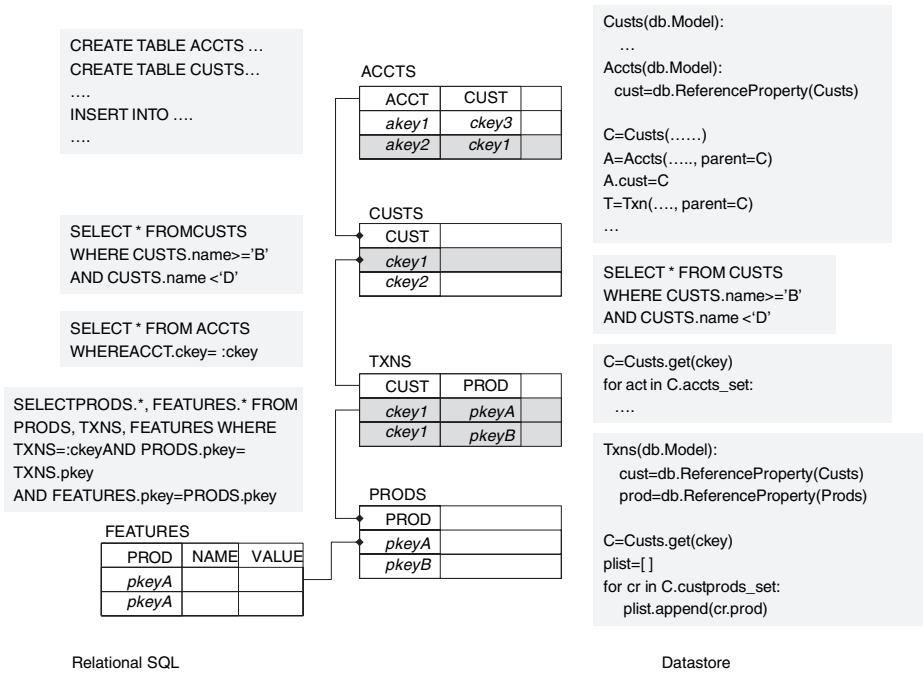 CREATE TABLE ACCTS …
CREATE TABLE CUSTS…
….
INSERT INTO ….
….
SELECT * FROMCUSTS
WHERE CUSTS.name>='B'
AND CUSTS.name <'D'
SELECT * FROM ACCTS
WHEREACCT.ckey= :ckey
SELECTPRODS.*, FEATURES.* FROM
PRODS, TXNS, FEATURES WHERE
TXNS=:ckeyAND PRODS.pkey=
TXNS.pkey
AND FEATURES.pkey=PRODS.pkey
FEATURES
PROD NAME VALUE
pkeyA
pkeyA
Relational SQL
ACCTS
ACCT CUST
akey1 ckey3
akey2 ckey1
CUSTS
CUST
ckey1
ckey2
TXNS
CUST PROD
ckey1 pkeyA
ckey1 pkeyB
PRODS
PROD
pkeyA
pkeyB
Custs(db.Model):
…
Accts(db.Model):
cust=db.ReferenceProperty(Custs)
C=Custs(……)
A=Accts(….., parent=C)
A.cust=C
T=Txn(…., parent=C)
…
SELECT * FROM CUSTS
WHERE CUSTS.name>='B'
AND CUSTS.name <'D'
C=Custs.get(ckey)
for act in C.accts_set:
….
Txns(db.Model):
cust=db.ReferenceProperty(Custs)
prod=db.ReferenceProperty(Prods)
C=Custs.get(ckey)
plist=[ ]
for cr in C.custprods_set:
plist.append(cr.prod)
Datastore